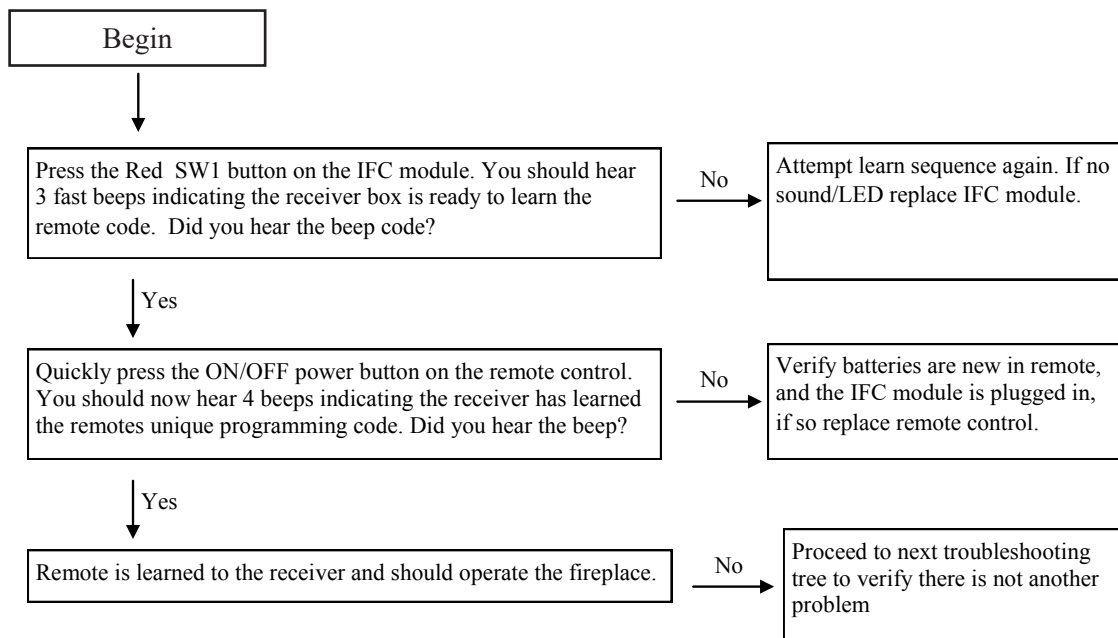 Begin
Press the Red  SW1 button on the IFC module. You should hear
3 fast beeps indicating the receiver box is ready to learn the
remote code.  Did you hear the beep code?
No
Attempt learn sequence again. If no
sound/LED replace IFC module.
Yes
Quickly press the ON/OFF power button on the remote control.
You should now hear 4 beeps indicating the receiver has learned
the remotes unique programming code. Did you hear the beep?
No
Verify batteries are new in remote,
and the IFC module is plugged in,
if so replace remote control.
Yes
Remote is learned to the receiver and should operate the fireplace.
No
Proceed to next troubleshooting
tree to verify there is not another
problem